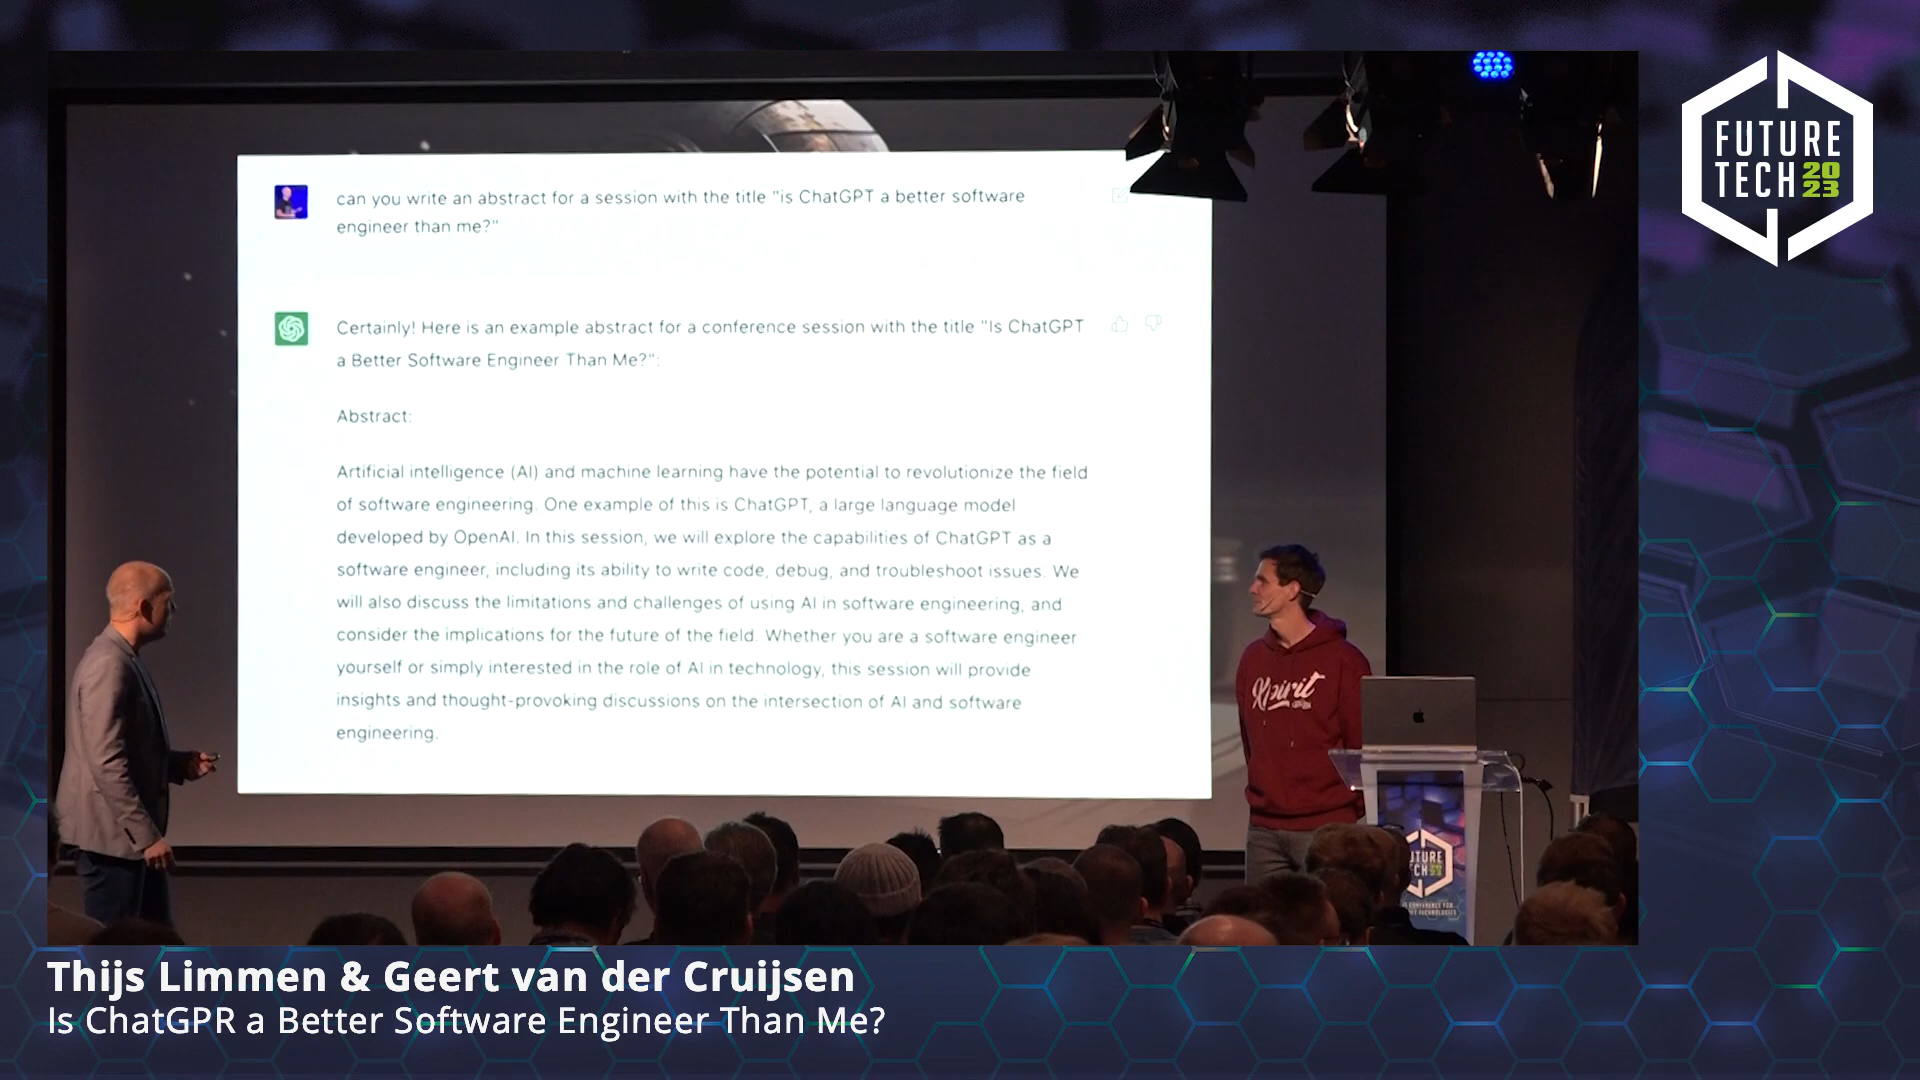 FUTURE
TECH 20
23
can you write an abstract for a session with the title "is ChatGPT a better software
engineer than me?"
Certainly! Here is an example abstract for a conference session with the title "Is ChatGPT
a Better Software Engineer Than Me?":
Abstract:
Artificial intelligence (AI) and machine learning have the potential to revolutionize the field
of software engineering. One example of this is ChatGPT, a large language model
developed by OpenAI. In this session, we will explore the capabilities of ChatGPT as a
software engineer, including its ability to write code, debug, and troubleshoot issues. We
will also discuss the limitations and challenges of using AI in software engineering, and
consider the implications for the future of the field. Whether you are a software engineer
yourself or simply interested in the role of AI in technology, this session will provide
insights and thought-provoking discussions on the intersection of AI and software
engineering.
Xpirit
UTURE
ECH
Thijs Limmen & Geert van der Cruijsen
Is ChatGPR a Better Software Engineer Than Me?